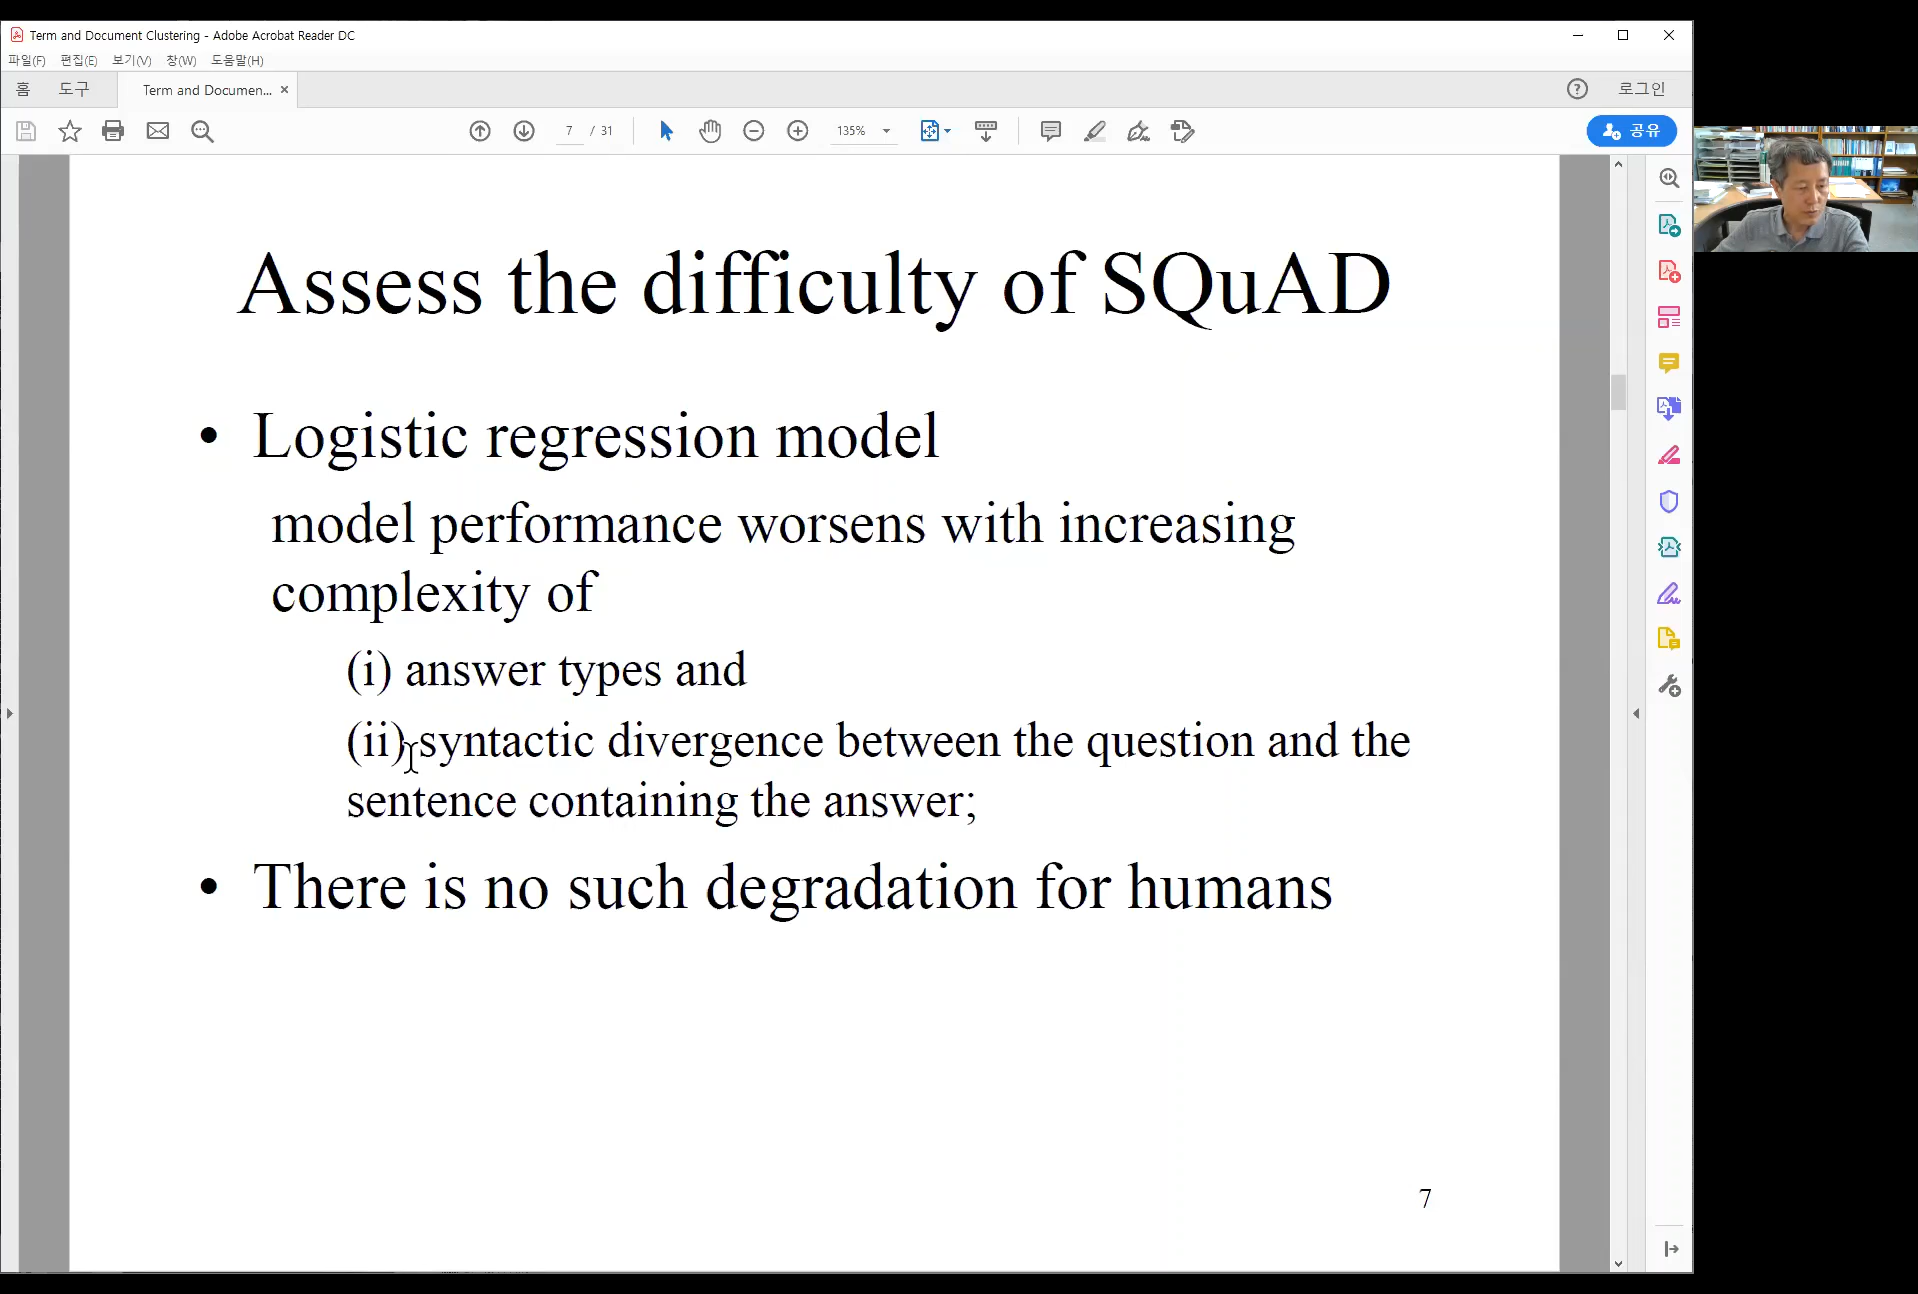 Term and Document Clustering - Adobe Acrobat Reader DC
파일(F) 편집(E) 보기(V) 창(W) 도움말(H)
홈 도구 Term and Documen... 로그인
7 / 31 135% 공유
Assess the difficulty of SQuAD
• Logistic regression model
model performance worsens with increasing
complexity of
(i) answer types and
(ii) syntactic divergence between the question and the
sentence containing the answer;
• There is no such degradation for humans
7